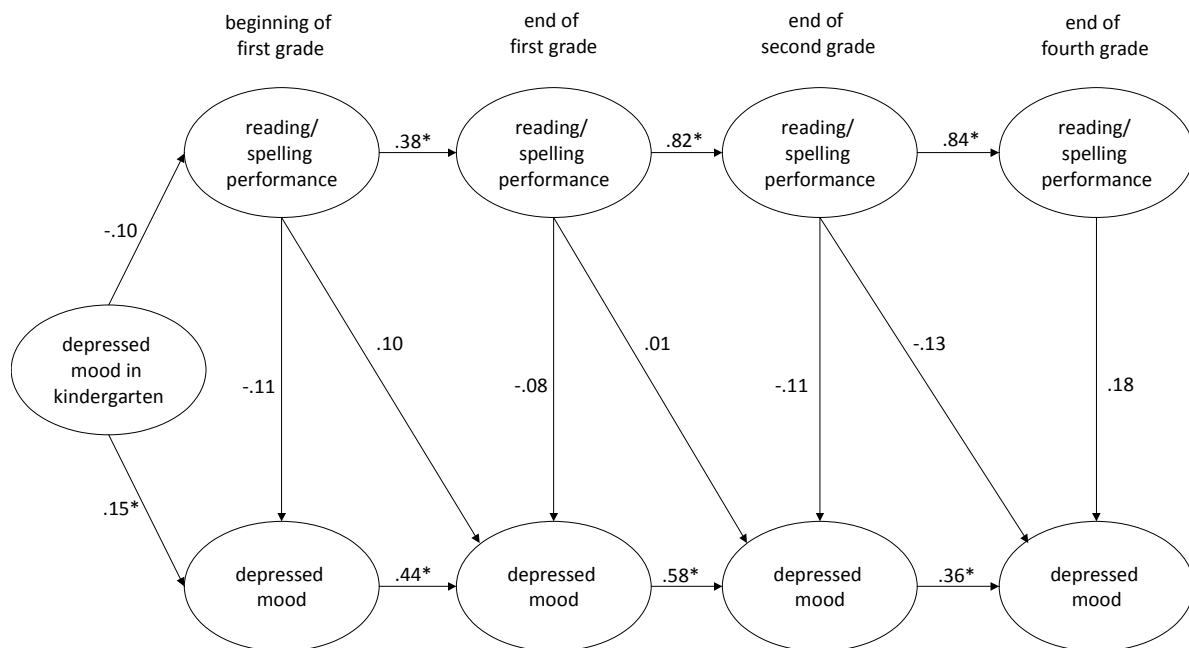 beginning of
first grade
end of
first grade
end of
second grade
end of
fourth grade
reading/
spelling
performance
.38*
reading/
spelling
performance
.82*
reading/
spelling
performance
.84*
reading/
spelling
performance
-.10
depressed
mood in
kindergarten
-.11
.10
-.08
.01
-.11
-.13
.18
.15*
depressed
mood
.44*
depressed
mood
.58*
depressed
mood
.36*
depressed
mood